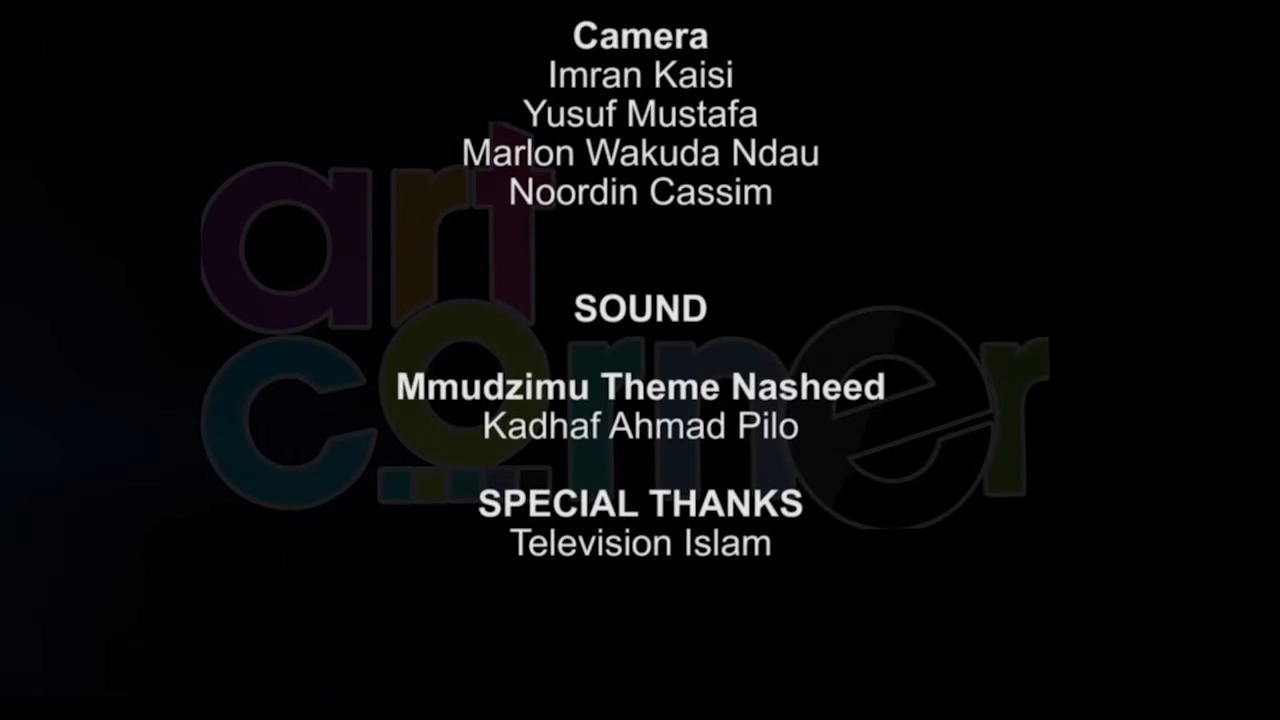 Camera
Imran Kaisi
Yusuf Mustafa
Marlon Wakuda Ndau
Noordin Cassim
art
corner
SOUND
Mmudzimu Theme Nasheed
Kadhaf Ahmad Pilo
SPECIAL THANKS
Television Islam